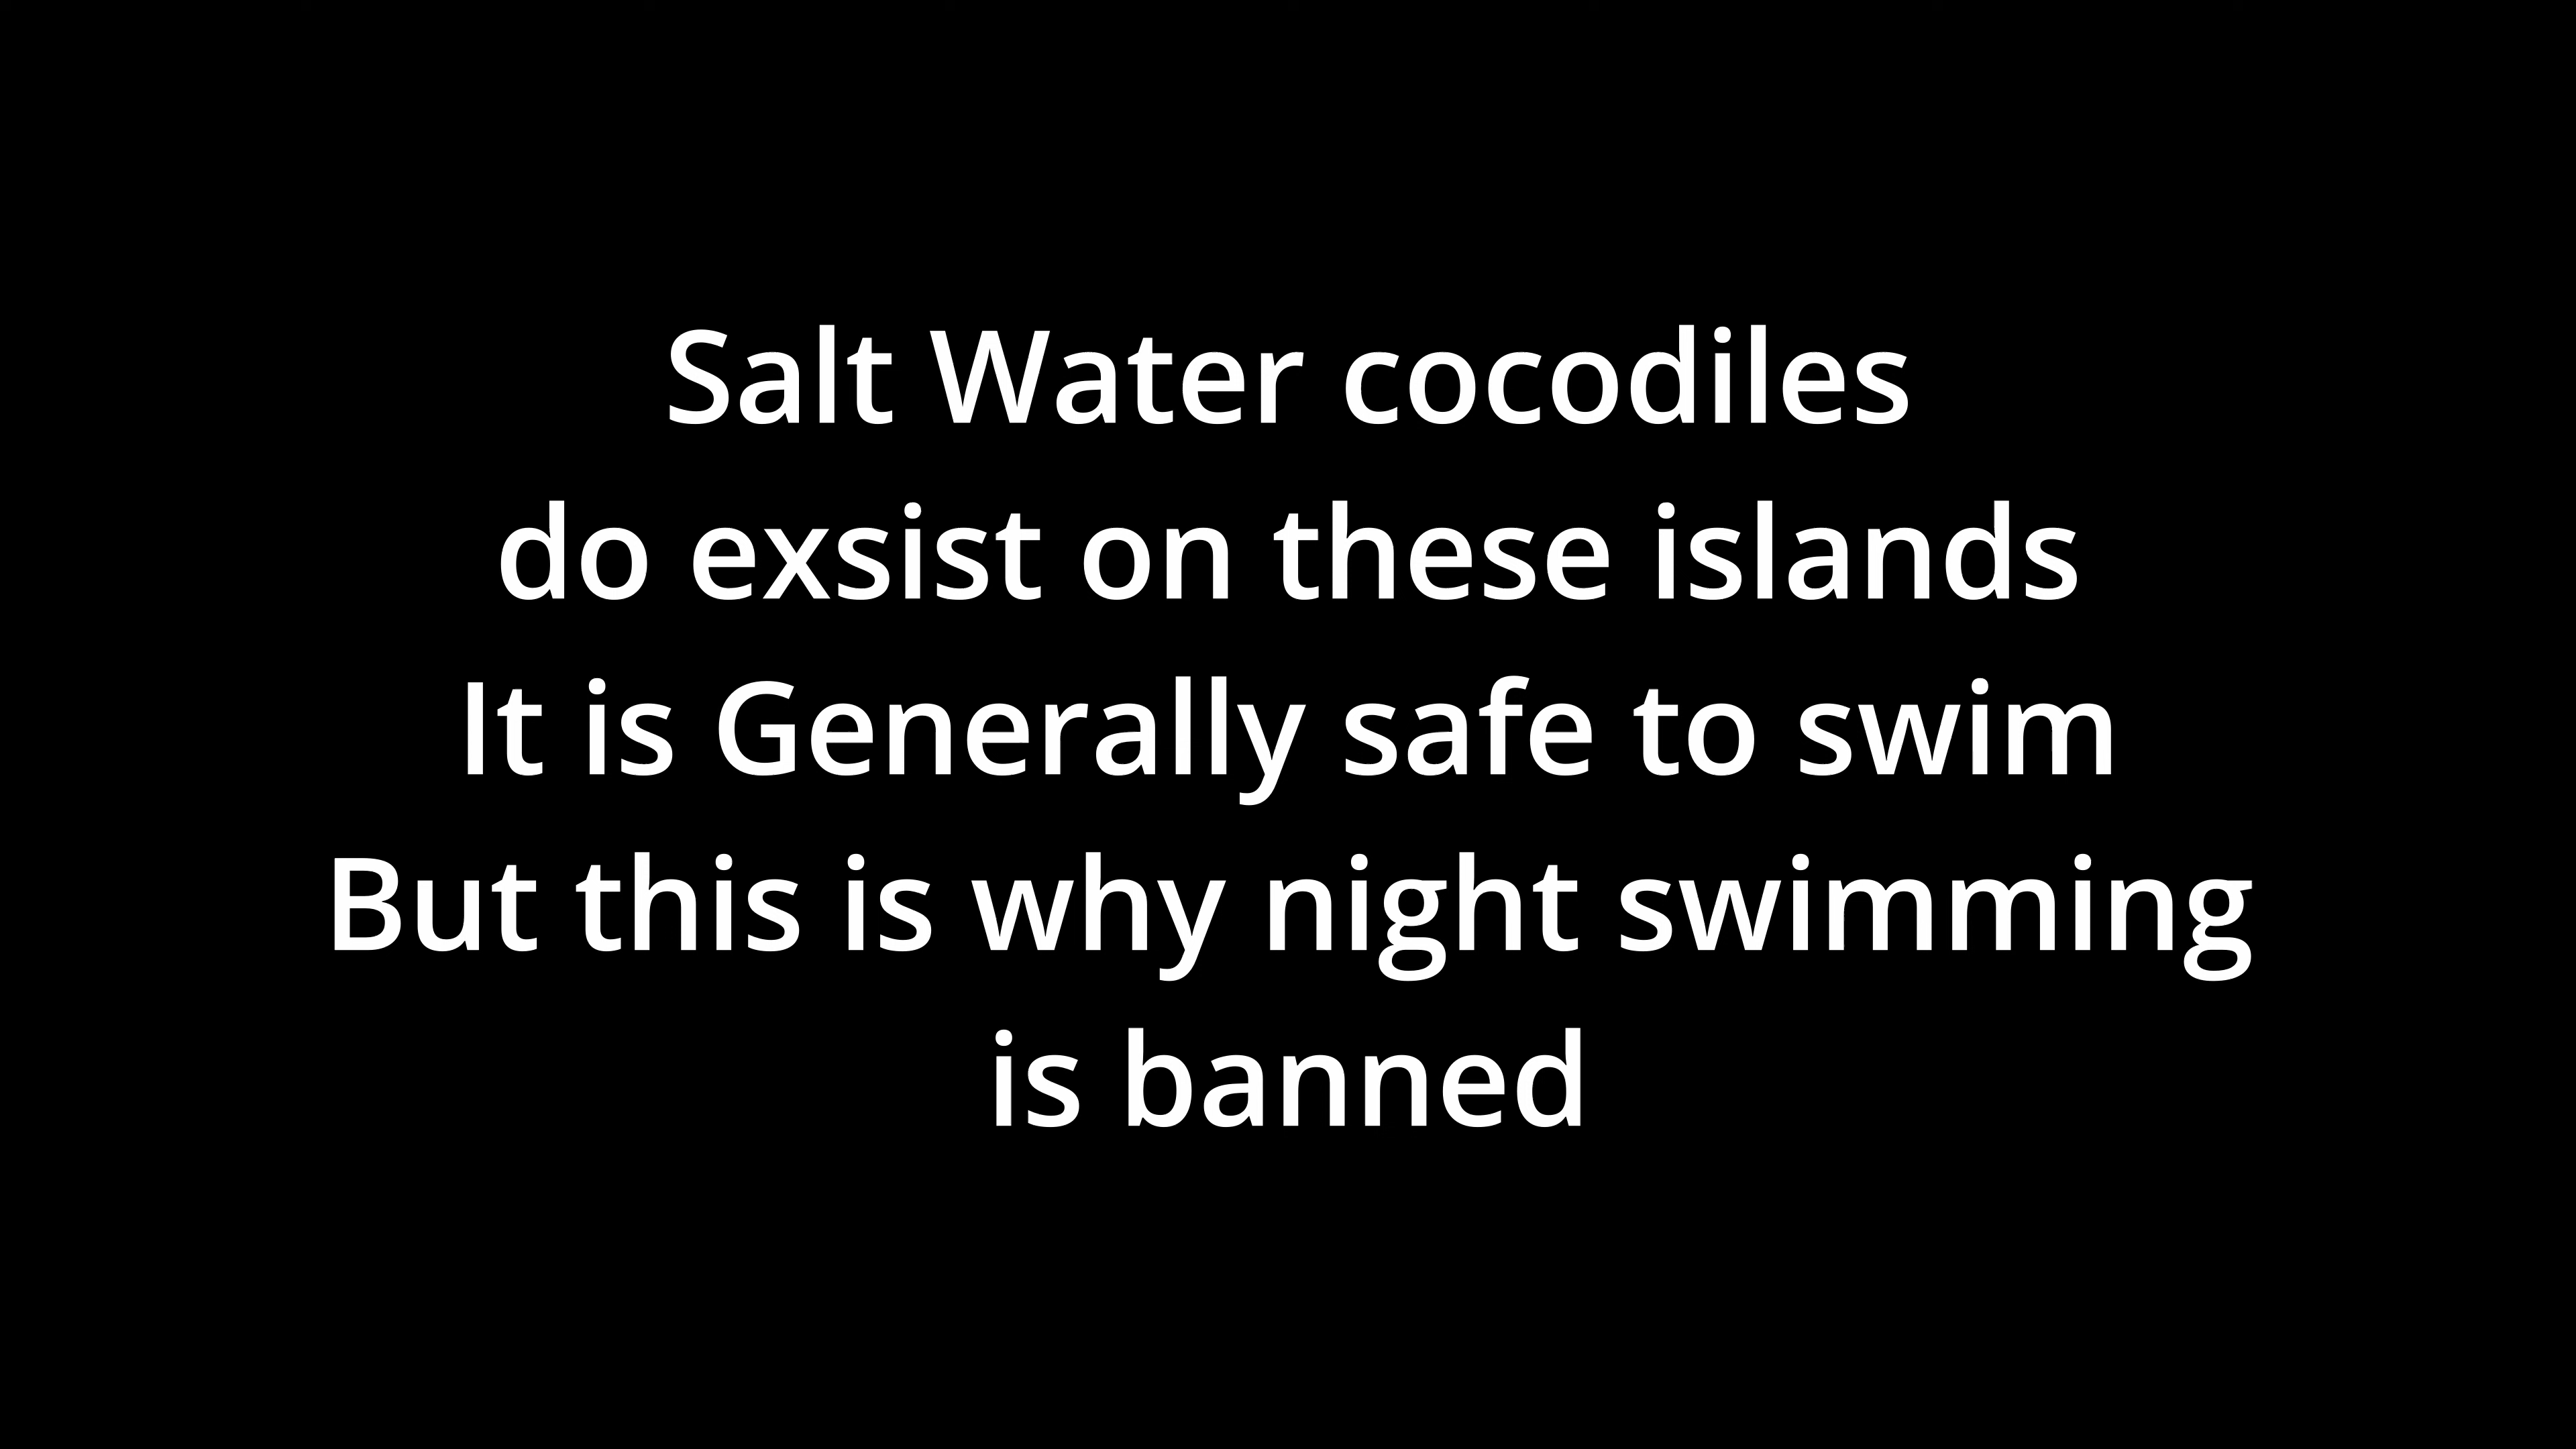 Salt Water cocodiles
do exsist on these islands
It is Generally safe to swim
But this is why night swimming
is banned